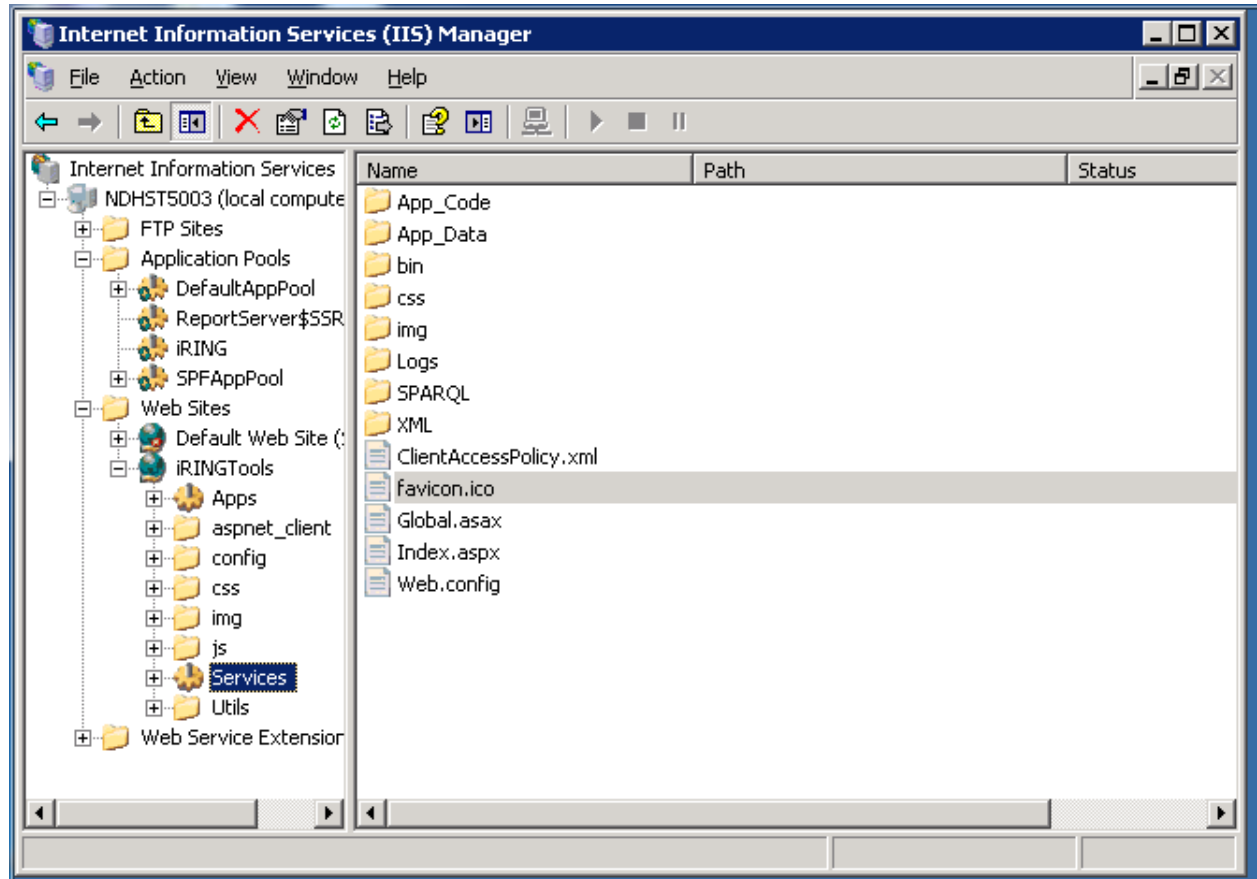 Internet Information Services (IIS) Manager
File Action View Window Help
Internet Information Services
NDHST5003 (local compute
FTP Sites
Application Pools
DefaultAppPool
ReportServer$SSR
iRING
SPFAppPool
Web Sites
Default Web Site (
iRINGTools
Apps
aspnet_client
config
css
img
js
Services
Utils
Web Service Extension
Name Path Status
App_Code
App_Data
bin
css
img
Logs
SPARQL
XML
ClientAccessPolicy.xml
favicon.ico
Global.asax
Index.aspx
Web.config